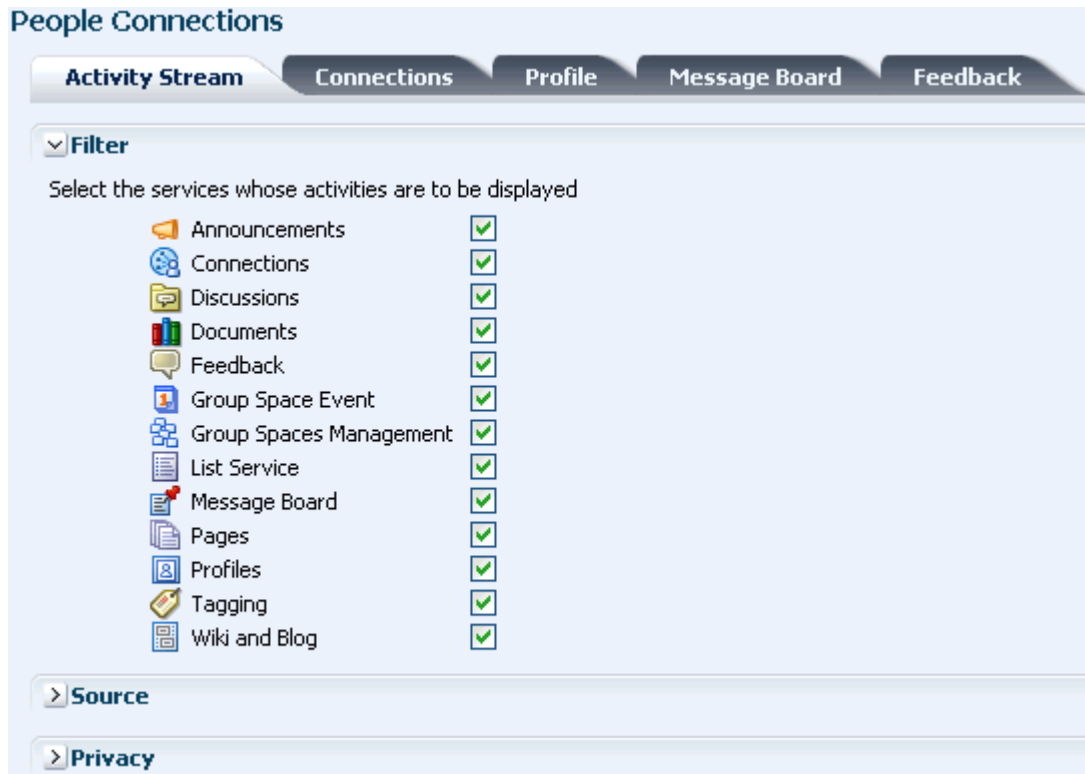 People Connections
Activity Stream Connections Profile Message Board Feedback
Filter
Select the services whose activities are to be displayed
Announcements
Connections
Discussions
Documents
Feedback
Group Space Event
Group Spaces Management
List Service
Message Board
Pages
Profiles
Tagging
Wiki and Blog
Source
Privacy